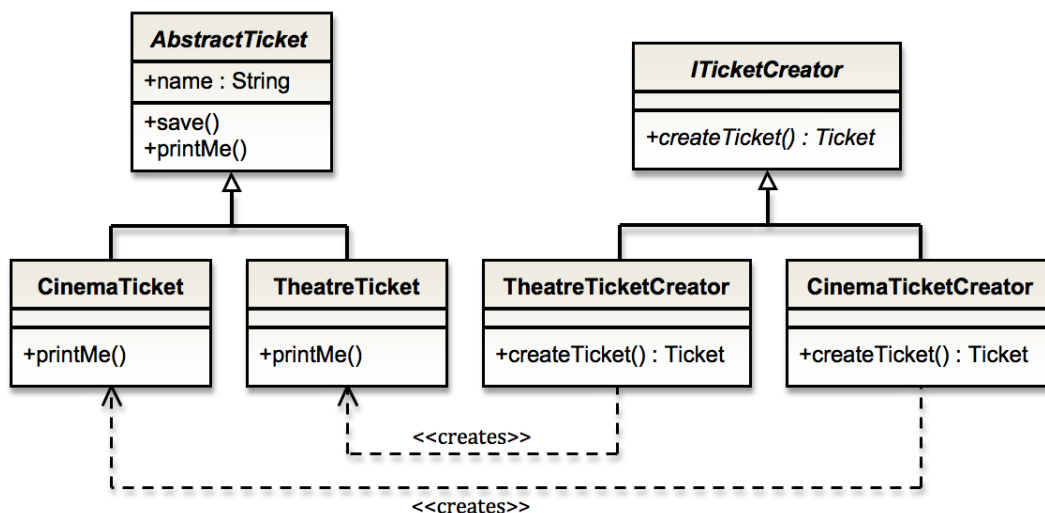 AbstractTicket
+name : String
+save()
+printMe()
ITicketCreator
+createTicket() : Ticket
CinemaTicket
+printMe()
TheatreTicket
+printMe()
TheatreTicketCreator
+createTicket() : Ticket
CinemaTicketCreator
+createTicket() : Ticket
<<creates>>
<<creates>>